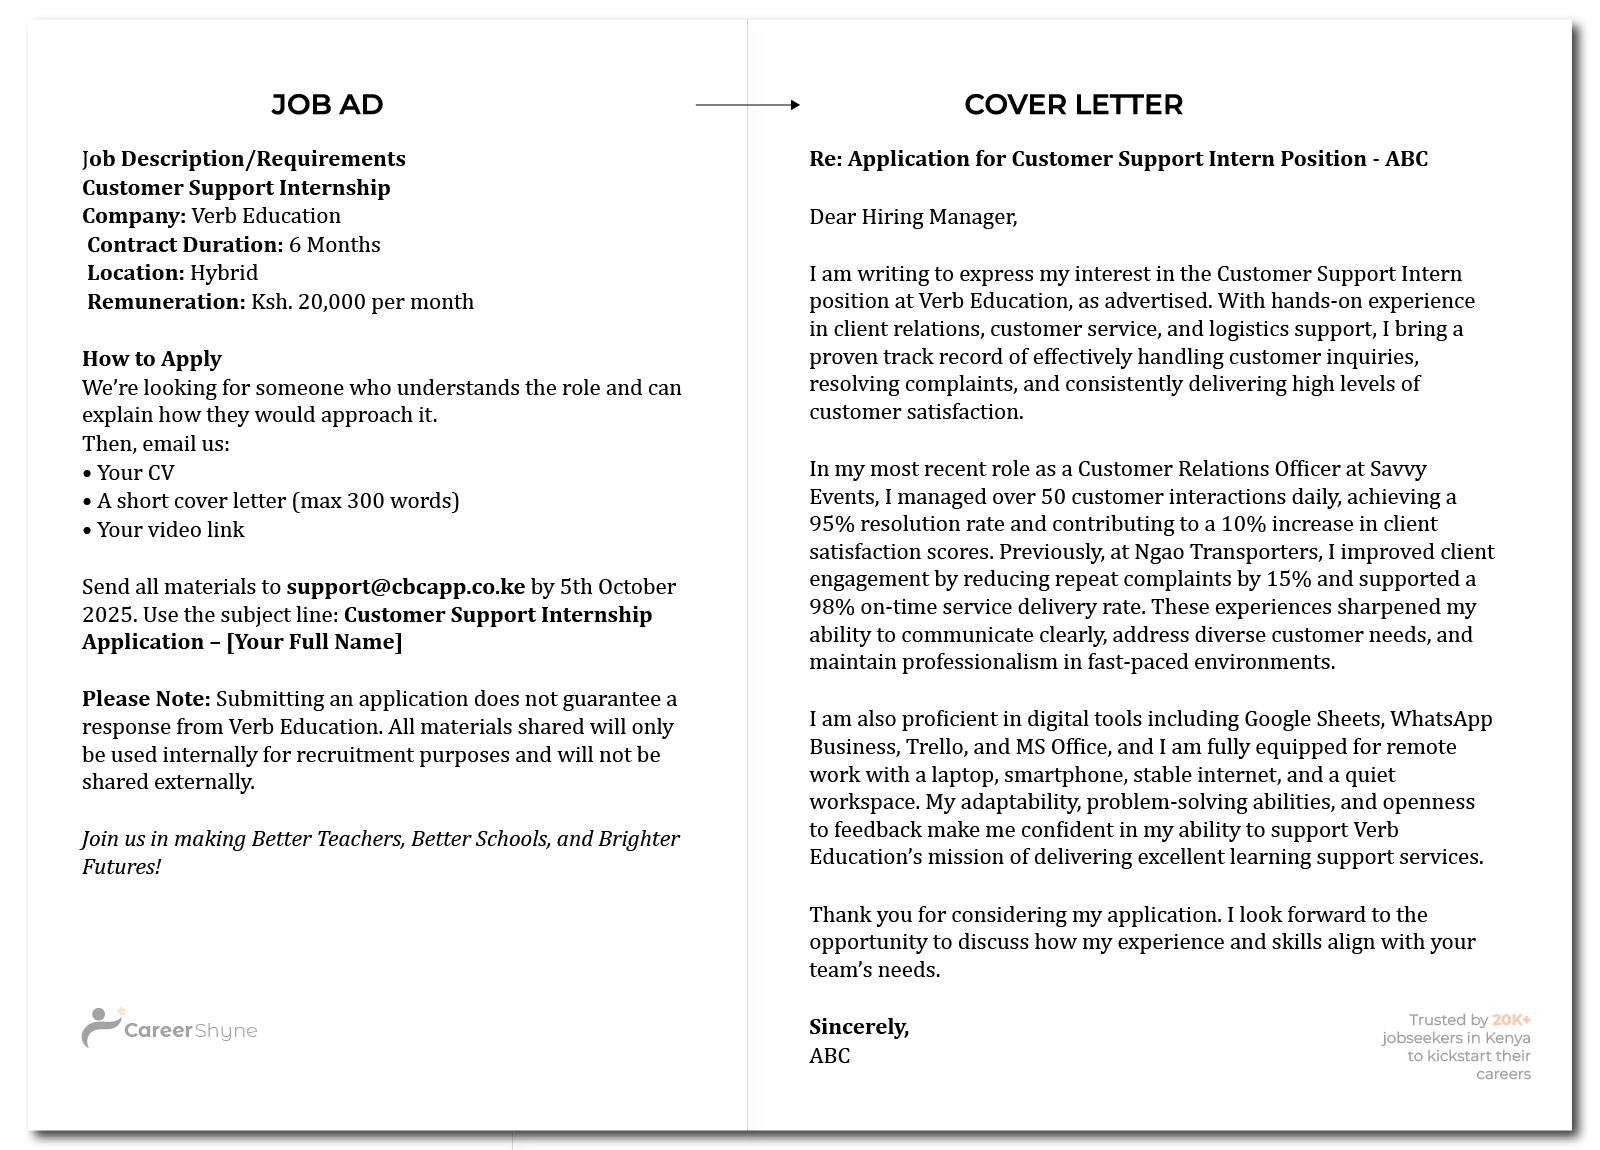 JOB AD
Job Description/Requirements
Customer Support Internship
Company: Verb Education
Contract Duration: 6 Months
Location: Hybrid
Remuneration: Ksh. 20,000 per month
How to Apply
We’re looking for someone who understands the role and can
explain how they would approach it.
Then, email us:
• Your CV
• A short cover letter (max 300 words)
• Your video link
Send all materials to support@cbcapp.co.ke by 5th October
2025. Use the subject line: Customer Support Internship
Application – [Your Full Name]
Please Note: Submitting an application does not guarantee a
response from Verb Education. All materials shared will only
be used internally for recruitment purposes and will not be
shared externally.
Join us in making Better Teachers, Better Schools, and Brighter
Futures!
CareerShyne
COVER LETTER
Re: Application for Customer Support Intern Position - ABC
Dear Hiring Manager,
I am writing to express my interest in the Customer Support Intern
position at Verb Education, as advertised. With hands-on experience
in client relations, customer service, and logistics support, I bring a
proven track record of effectively handling customer inquiries,
resolving complaints, and consistently delivering high levels of
customer satisfaction.
In my most recent role as a Customer Relations Officer at Savvy
Events, I managed over 50 customer interactions daily, achieving a
95% resolution rate and contributing to a 10% increase in client
satisfaction scores. Previously, at Ngao Transporters, I improved client
engagement by reducing repeat complaints by 15% and supported a
98% on-time service delivery rate. These experiences sharpened my
ability to communicate clearly, address diverse customer needs, and
maintain professionalism in fast-paced environments.
I am also proficient in digital tools including Google Sheets, WhatsApp
Business, Trello, and MS Office, and I am fully equipped for remote
work with a laptop, smartphone, stable internet, and a quiet
workspace. My adaptability, problem-solving abilities, and openness
to feedback make me confident in my ability to support Verb
Education’s mission of delivering excellent learning support services.
Thank you for considering my application. I look forward to the
opportunity to discuss how my experience and skills align with your
team’s needs.
Sincerely,
ABC
Trusted by 20K+
jobseekers in Kenya
to kickstart their
careers